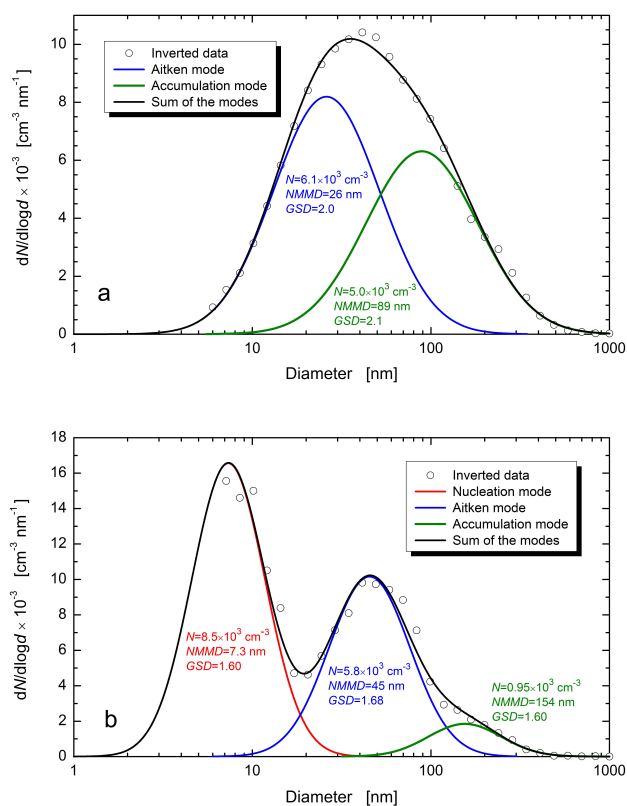 a
Inverted data
Aitken mode
Accumulation mode
Sum of the modes
dN/dlogd × 10⁻³ [cm⁻³ nm⁻¹]
10
8
6
4
2
0
N=6.1×10³ cm⁻³
NMMD=26 nm
GSD=2.0
N=5.0×10³ cm⁻³
NMMD=89 nm
GSD=2.1
a
1 10 100 1000
Diameter [nm]
18
16
14
12
10
8
6
4
2
0
dN/dlogd × 10⁻³ [cm⁻³ nm⁻¹]
Inverted data
Nucleation mode
Aitken mode
Accumulation mode
Sum of the modes
N=8.5×10³ cm⁻³
NMMD=7.3 nm
GSD=1.60
N=5.8×10³ cm⁻³
NMMD=45 nm
GSD=1.68
N=0.95×10³ cm⁻³
NMMD=154 nm
GSD=1.60
b
1 10 100 1000
Diameter [nm]
b